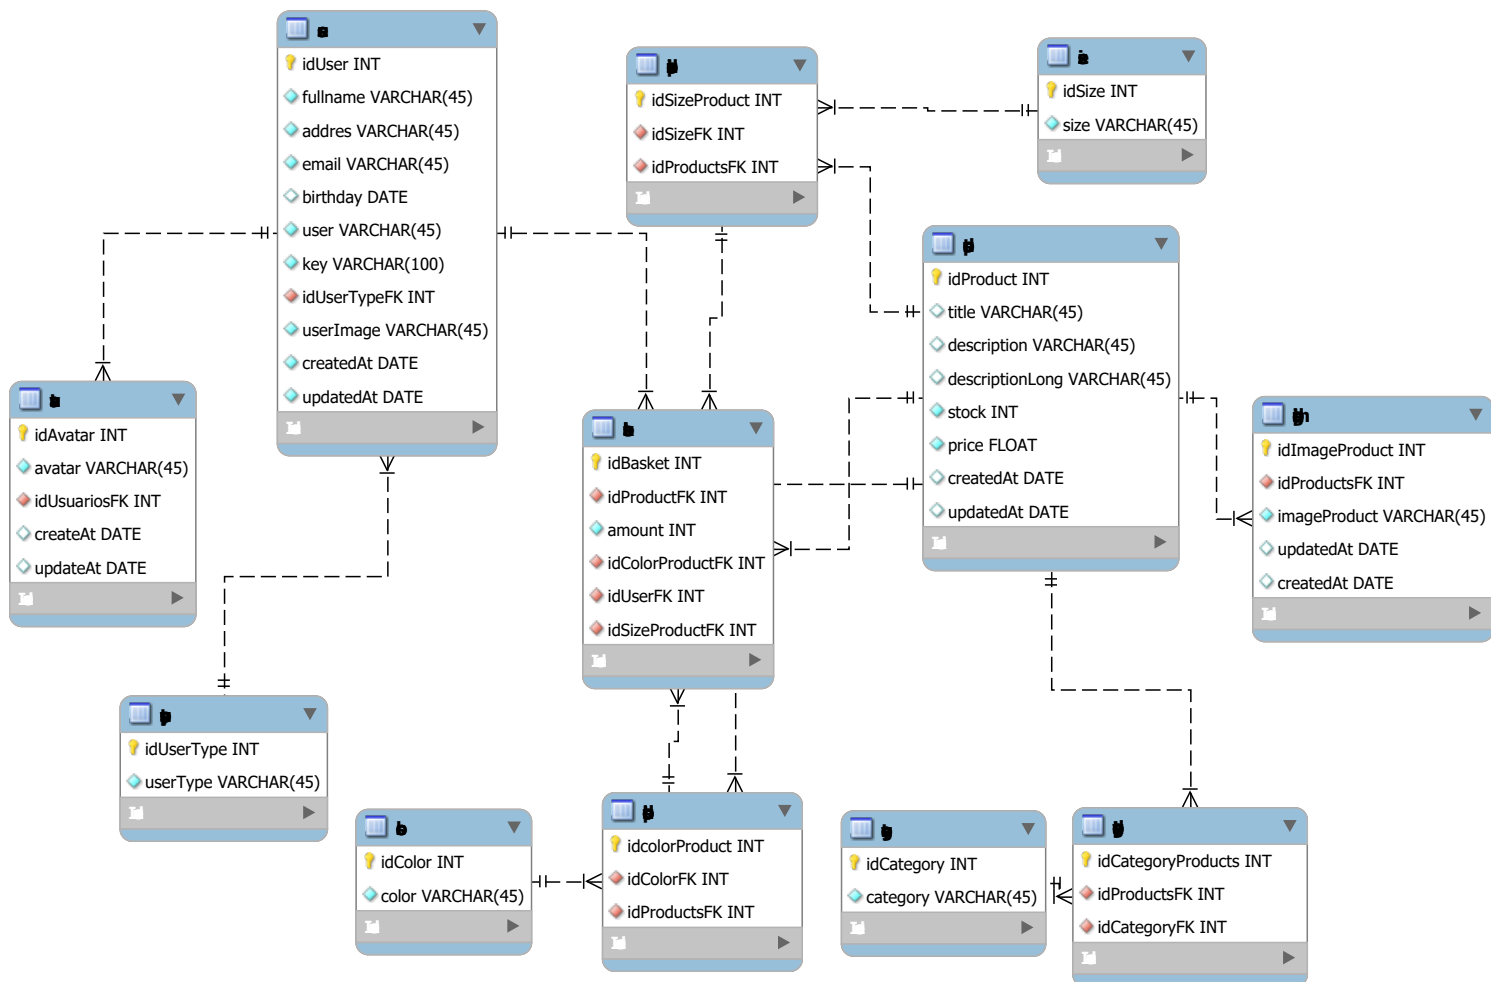 idUser INT
fullname VARCHAR(45)
addres VARCHAR(45)
email VARCHAR(45)
birthday DATE
user VARCHAR(45)
key VARCHAR(100)
idUserTypeFK INT
userImage VARCHAR(45)
createdAt DATE
updatedAt DATE
idSizeProduct INT
idSizeFK INT
idProductsFK INT
idSize INT
size VARCHAR(45)
idProduct INT
title VARCHAR(45)
description VARCHAR(45)
descriptionLong VARCHAR(45)
stock INT
price FLOAT
createdAt DATE
updatedAt DATE
idAvatar INT
avatar VARCHAR(45)
idUsuariosFK INT
createAt DATE
updateAt DATE
idBasket INT
idProductFK INT
amount INT
idColorProductFK INT
idUserFK INT
idSizeProductFK INT
idImageProduct INT
idProductsFK INT
imageProduct VARCHAR(45)
updatedAt DATE
createdAt DATE
idUserType INT
userType VARCHAR(45)
idColor INT
color VARCHAR(45)
idcolorProduct INT
idColorFK INT
idProductsFK INT
idCategory INT
category VARCHAR(45)
idCategoryProducts INT
idProductsFK INT
idCategoryFK INT